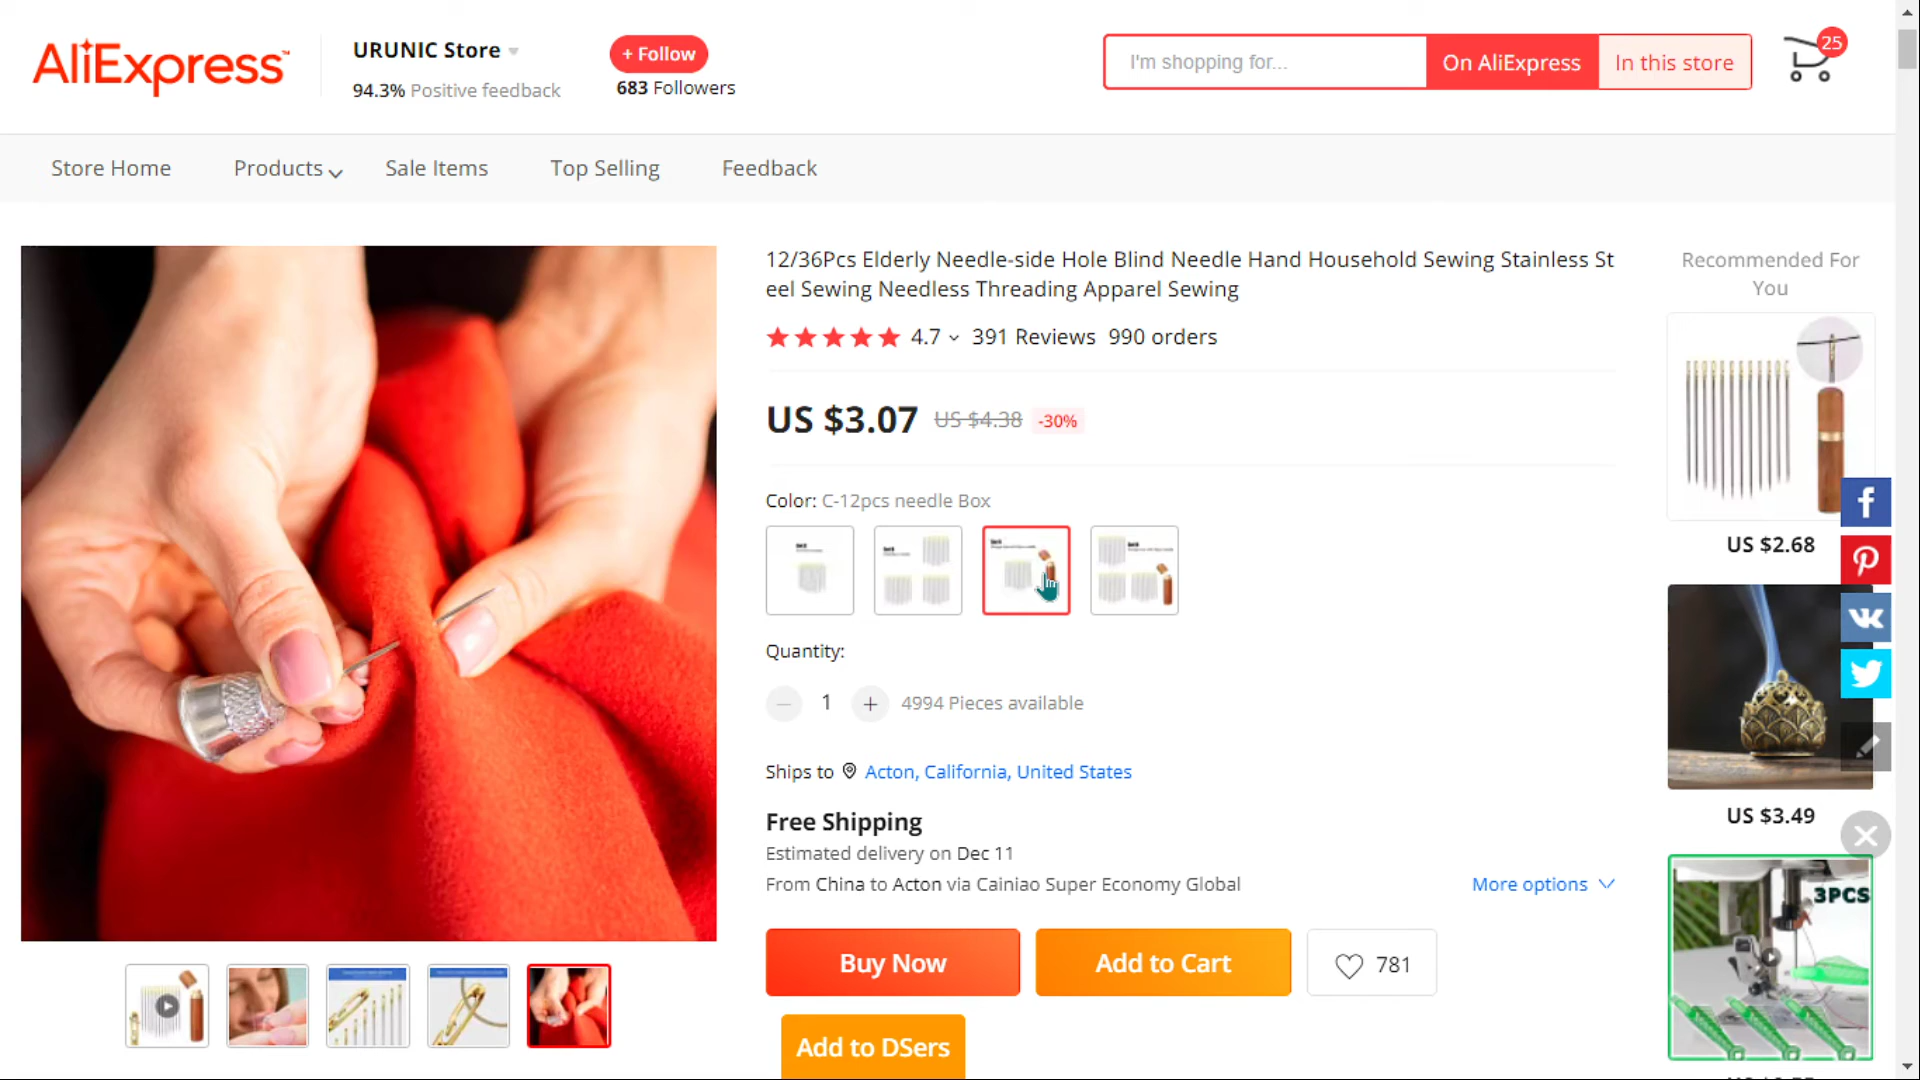 AliExpress™
URUNIC Store
94.3% Positive feedback
+ Follow
683 Followers
I'm shopping for...
On AliExpress
In this store
25
Store Home
Products
Sale Items
Top Selling
Feedback
12/36Pcs Elderly Needle-side Hole Blind Needle Hand Household Sewing Stainless St
eel Sewing Needless Threading Apparel Sewing
4.7
391 Reviews
990 orders
US $3.07
US $4.38
-30%
Color: C-12pcs needle Box
Quantity:
1
4994 Pieces available
Ships to
Acton, California, United States
Free Shipping
Estimated delivery on Dec 11
From China to Acton via Cainiao Super Economy Global
More options
Buy Now
Add to Cart
781
Add to DSers
Recommended For
You
US $2.68
US $3.49
3PCS